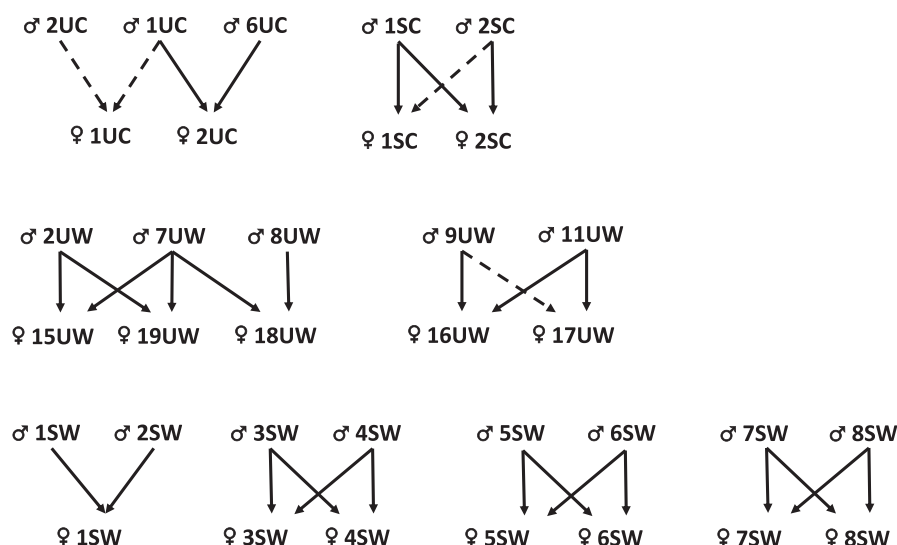 ♂ 2UC ♂ 1UC ♂ 6UC ♂ 1SC ♂ 2SC
♀ 1UC ♀ 2UC ♀ 1SC ♀ 2SC
♂ 2UW ♂ 7UW ♂ 8UW ♂ 9UW ♂ 11UW
♀ 15UW ♀ 19UW ♀ 18UW ♀ 16UW ♀ 17UW
♂ 1SW ♂ 2SW ♂ 3SW ♂ 4SW ♂ 5SW ♂ 6SW ♂ 7SW ♂ 8SW
♀ 1SW ♀ 3SW ♀ 4SW ♀ 5SW ♀ 6SW ♀ 7SW ♀ 8SW